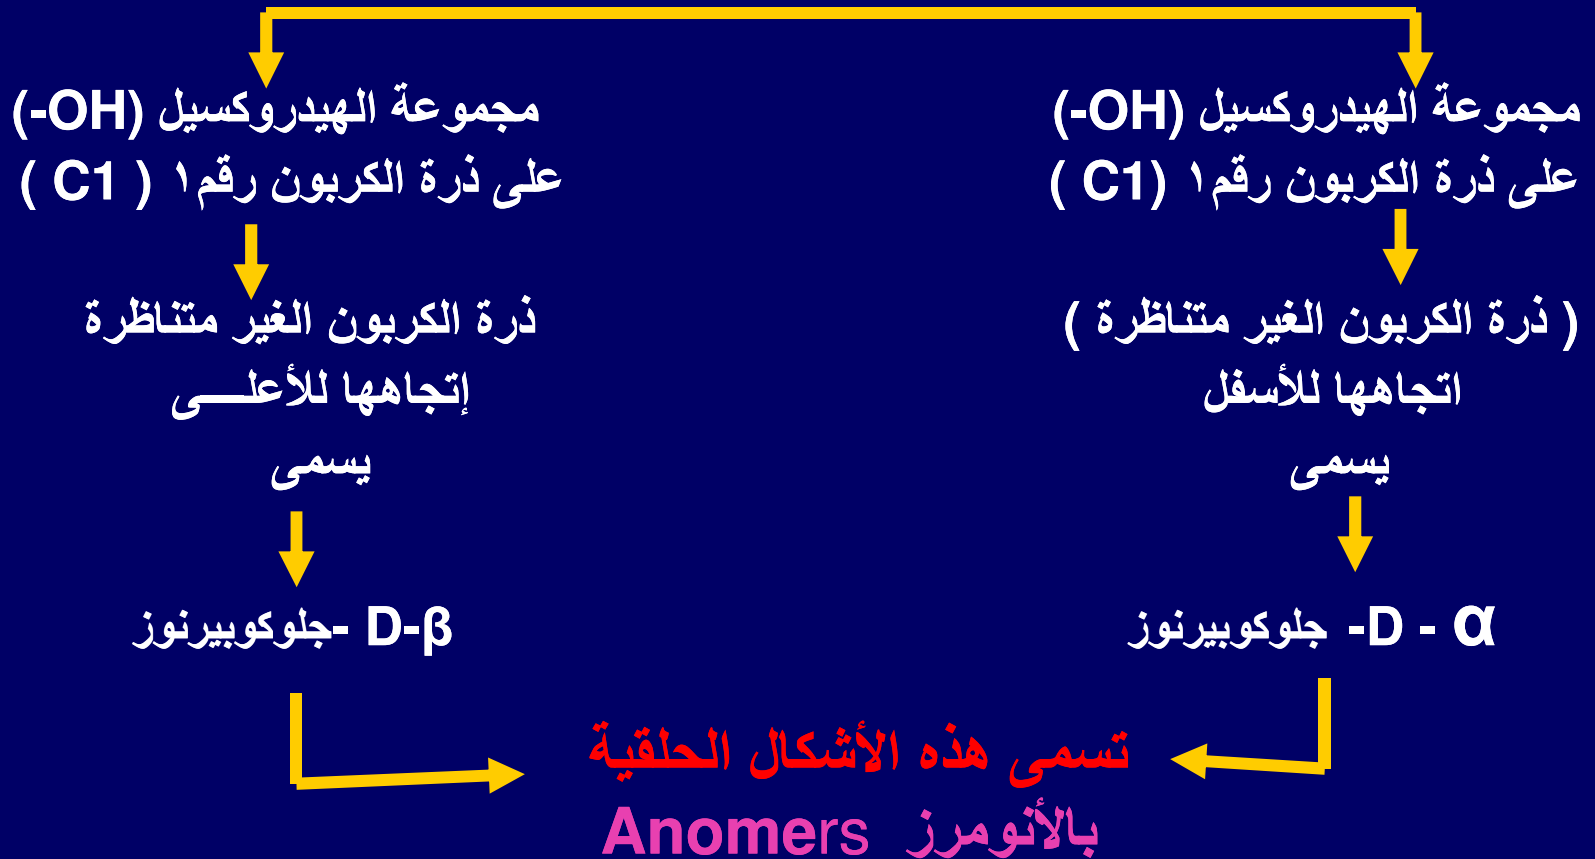 مجموعة الهيدروكسيل (OH-)
على ذرة الكربون رقم١ (C1 )
( ذرة الكربون الغير متناظرة )
اتجاهها للأسفل
يسمى
α - D- جلوكوبيرنوز
مجموعة الهيدروكسيل (OH-)
على ذرة الكربون رقم١ ( C1 )
ذرة الكربون الغير متناظرة
إتجاهها للأعلـــى
يسمى
D-β -جلوكوبيرنوز
تسمى هذه الأشكال الحلقية
بالأنومرز Anomers